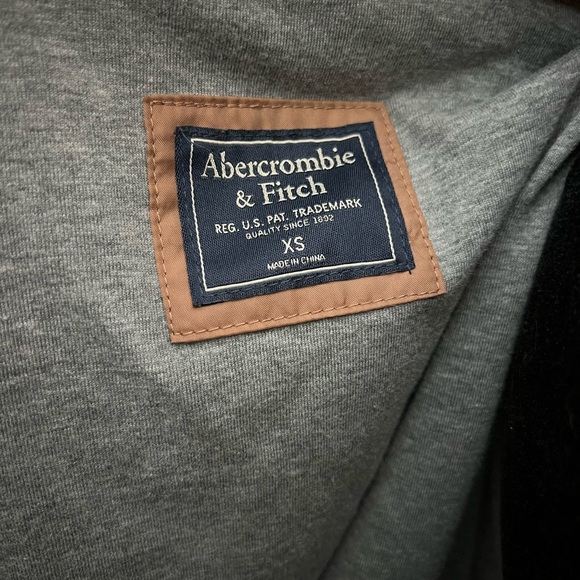 Abercrombie
& Fitch
REG. U.S. PAT. TRADEMARK
QUALITY SINCE 1892
XS
MADE IN CHINA